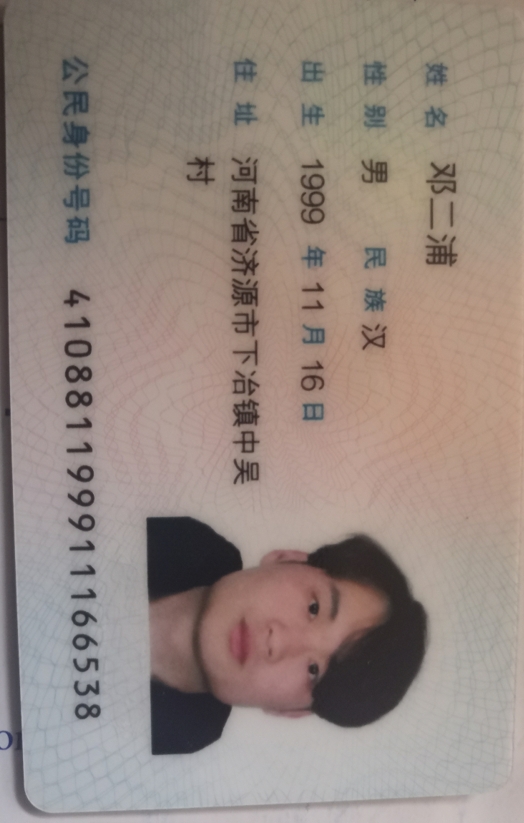 姓名 邓二浦
性别 男 民族 汉
出生 1999 年 11 月 16 日
住址 河南省济源市下冶镇中吴
村
公民身份号码 410881199911166538